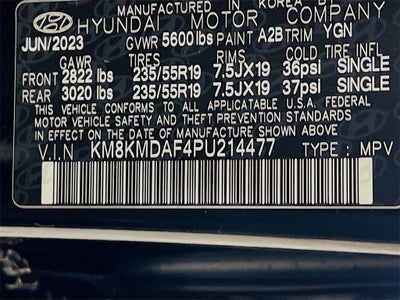 MANUFACTURED IN KOREA
HYUNDAI MOTOR COMPANY
JUN/2023 GVWR 5600 lbs PAINT A2B TRIM YGN
GAWR TIRES RIMS COLD TIRE INFL
FRONT 2822 lbs 235/55R19 7.5JX19 36psi SINGLE
REAR 3020 lbs 235/55R19 7.5JX19 37psi SINGLE
THIS VEHICLE CONFORMS TO ALL APPLICABLE U.S.A. FEDERAL
MOTOR VEHICLE SAFETY AND THEFT PREVENTION STANDARDS
IN EFFECT ON THE DATE OF MANUFACTURE SHOWN ABOVE.
V.I.N KM8KMDAF4PU214477 TYPE : MPV